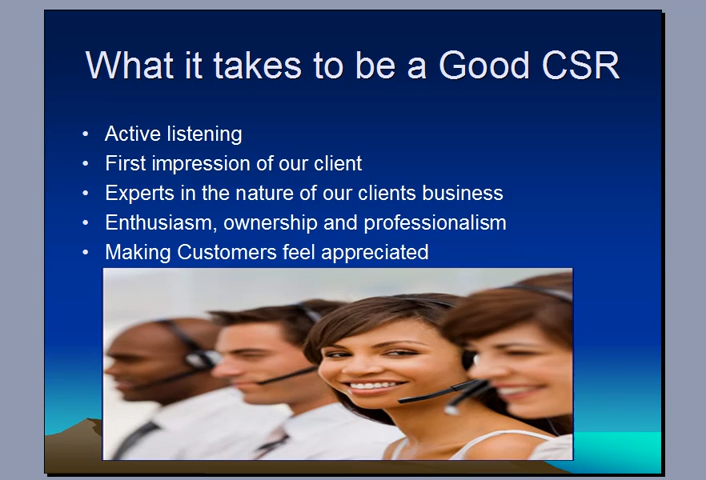 What it takes to be a Good CSR
• Active listening
• First impression of our client
• Experts in the nature of our clients business
• Enthusiasm, ownership and professionalism
• Making Customers feel appreciated